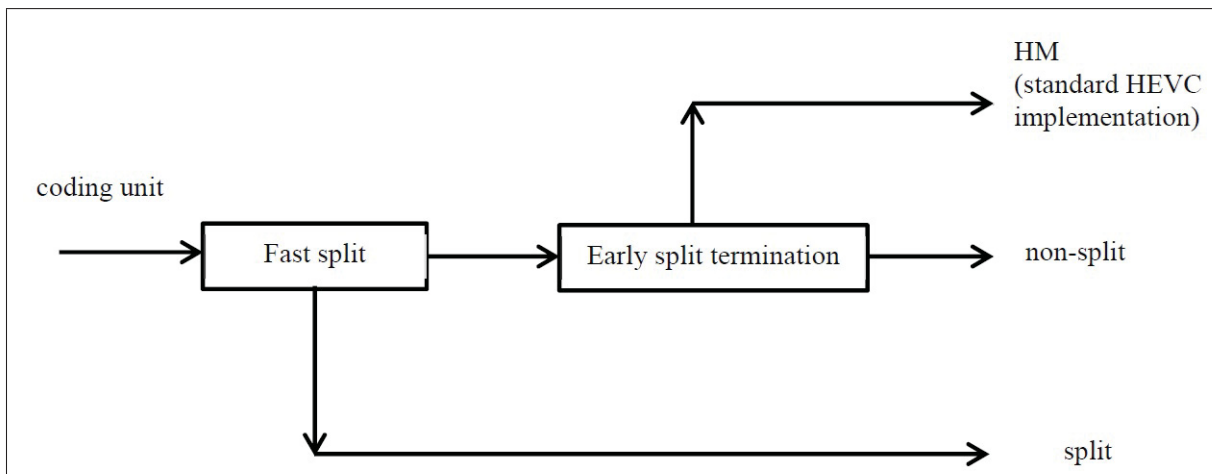 HM
(standard HEVC
implementation)
coding unit
Fast split
Early split termination
non-split
split